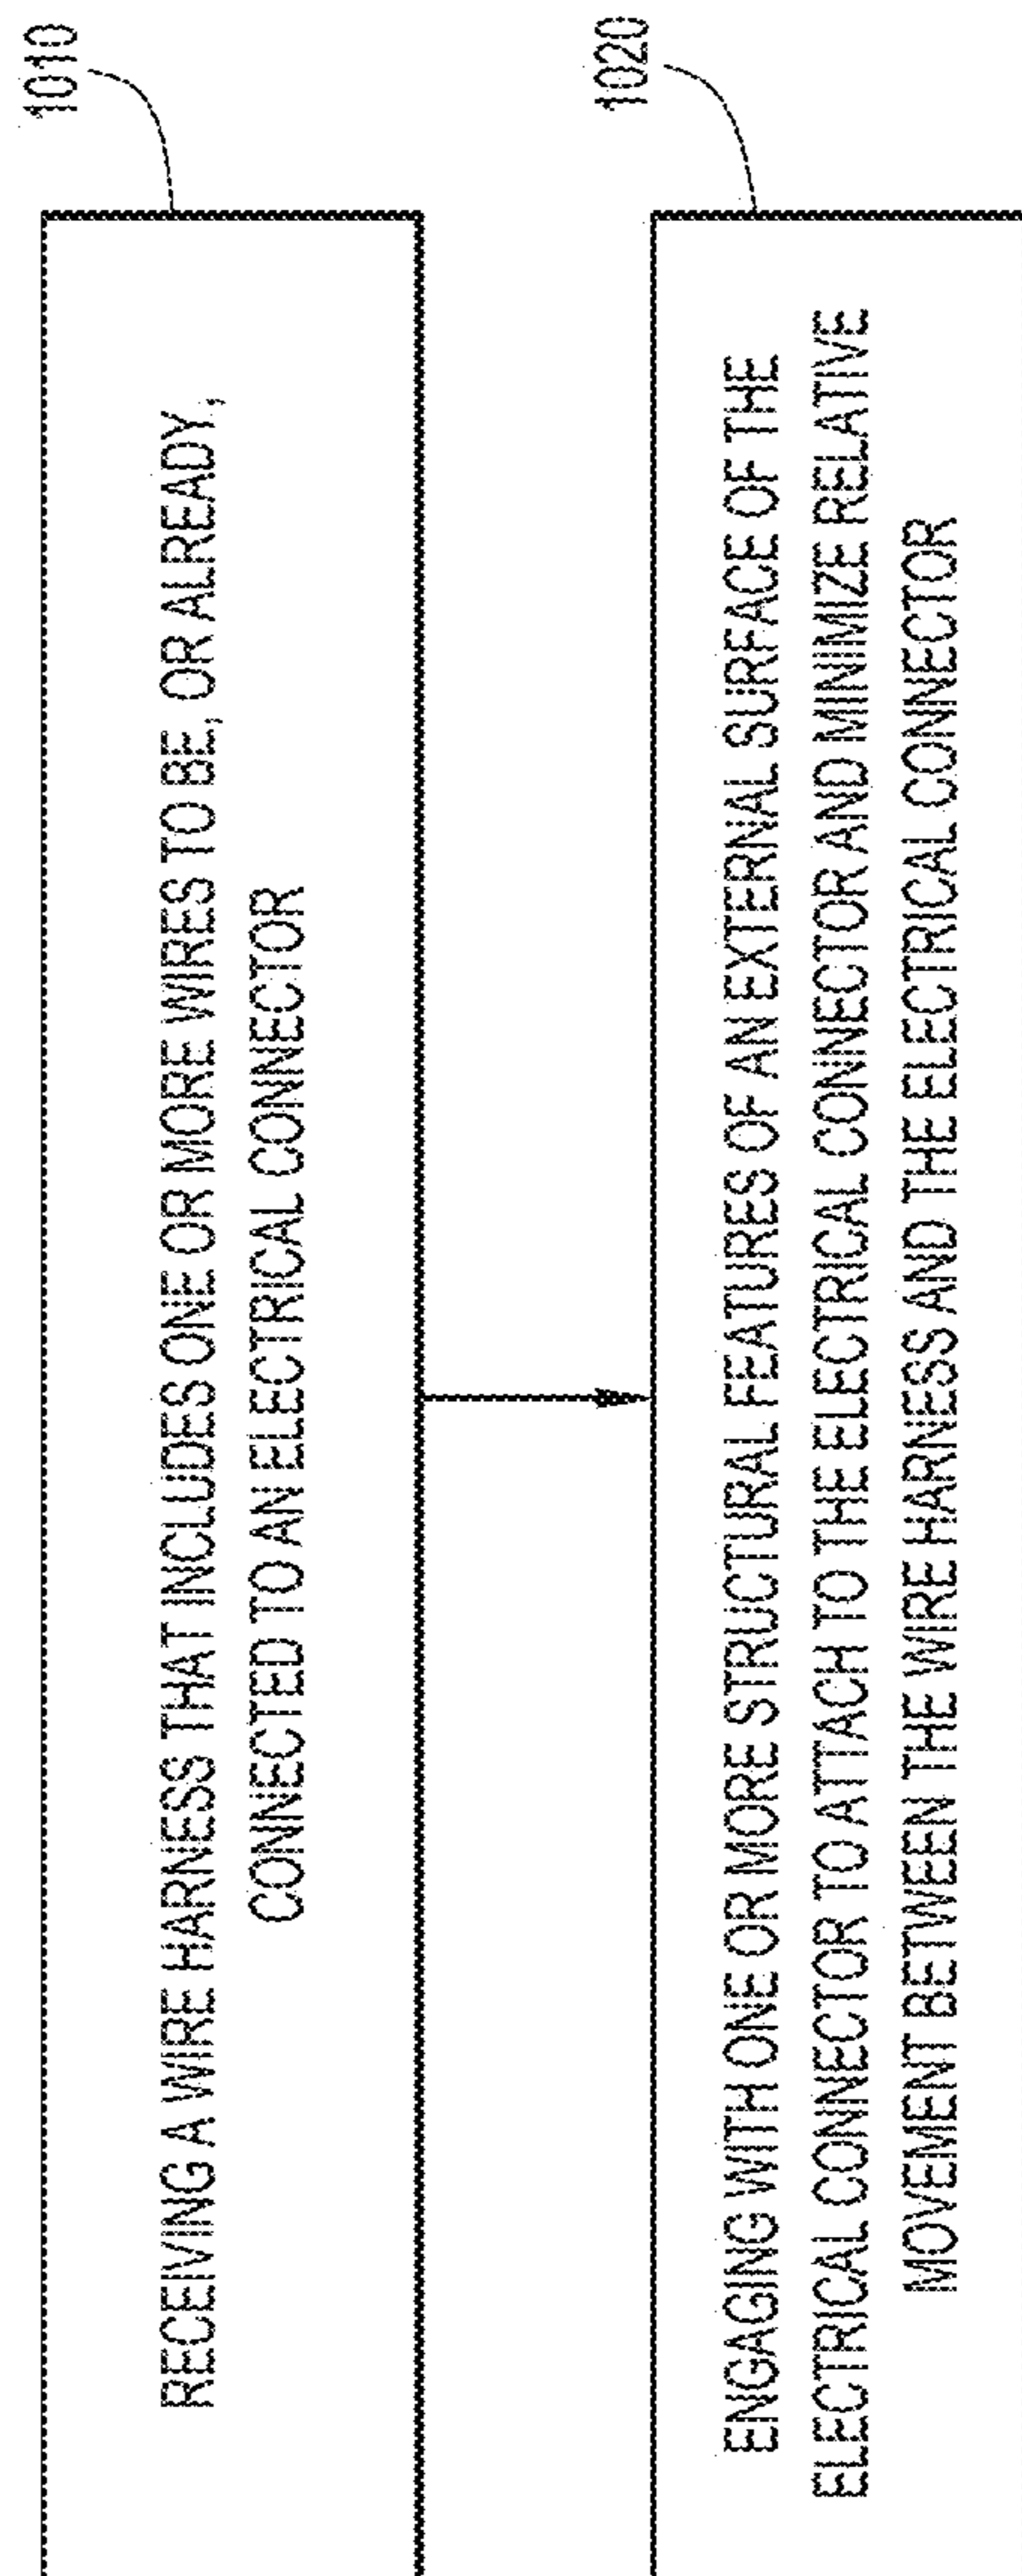 1010
RECEIVING A WIRE HARNESS THAT INCLUDES ONE OR MORE WIRES TO BE, OR ALREADY,
CONNECTED TO AN ELECTRICAL CONNECTOR
1020
ENGAGING WITH ONE OR MORE STRUCTURAL FEATURES OF AN EXTERNAL SURFACE OF THE
ELECTRICAL CONNECTOR TO ATTACH TO THE ELECTRICAL CONNECTOR AND MINIMIZE RELATIVE
MOVEMENT BETWEEN THE WIRE HARNESS AND THE ELECTRICAL CONNECTOR